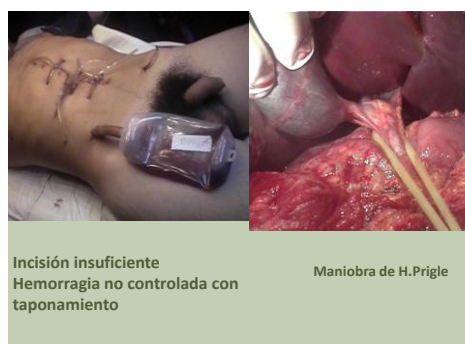 Incisión insuficiente
Hemorragia no controlada con
taponamiento
Maniobra de H.Prigle